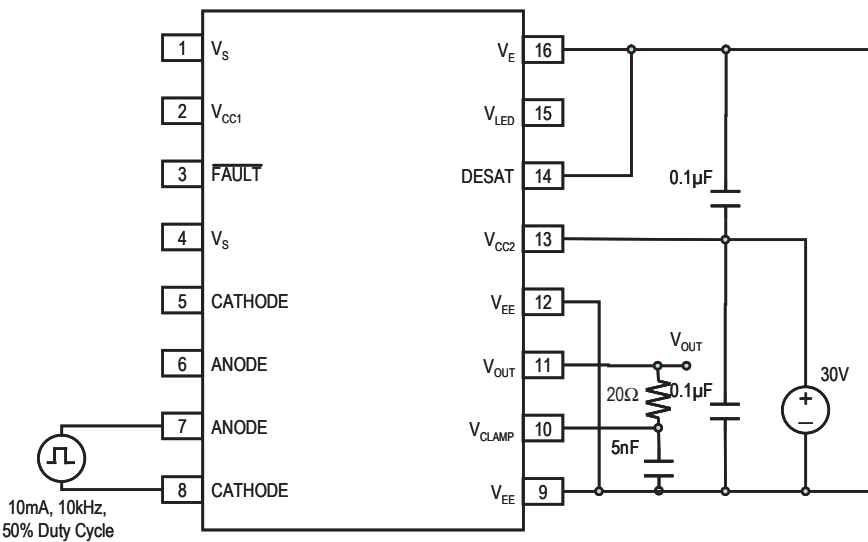 1 V_S
2 V_CC1
3 FAULT
4 V_S
5 CATHODE
6 ANODE
7 ANODE
8 CATHODE
V_E 16
V_LED 15
DESAT 14
V_CC2 13
V_EE 12
V_OUT 11
V_CLAMP 10
V_EE 9
0.1µF
V_OUT
20Ω
0.1µF
5nF
30V
+
–
10mA, 10kHz,
50% Duty Cycle